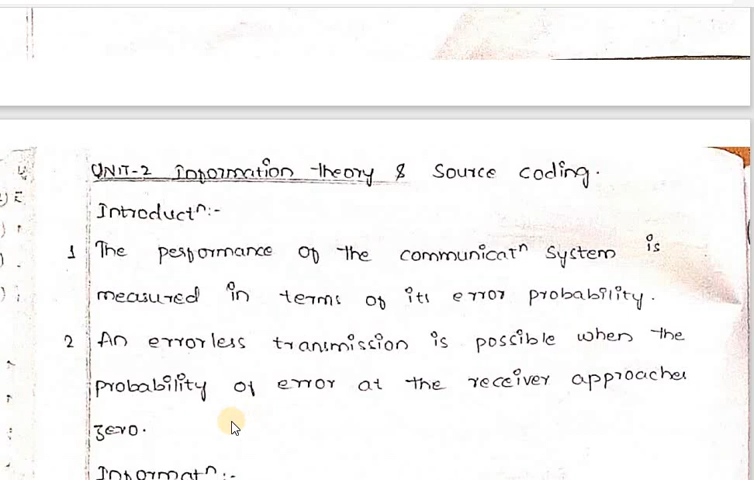 UNIT-2 Information theory & Source coding.
Introductⁿ:-
1 The performance of the communicatⁿ system is
measured in terms of its error probability.
2 An errorless transmission is possible when the
probability of error at the receiver approaches
zero.
Informatⁿ:-